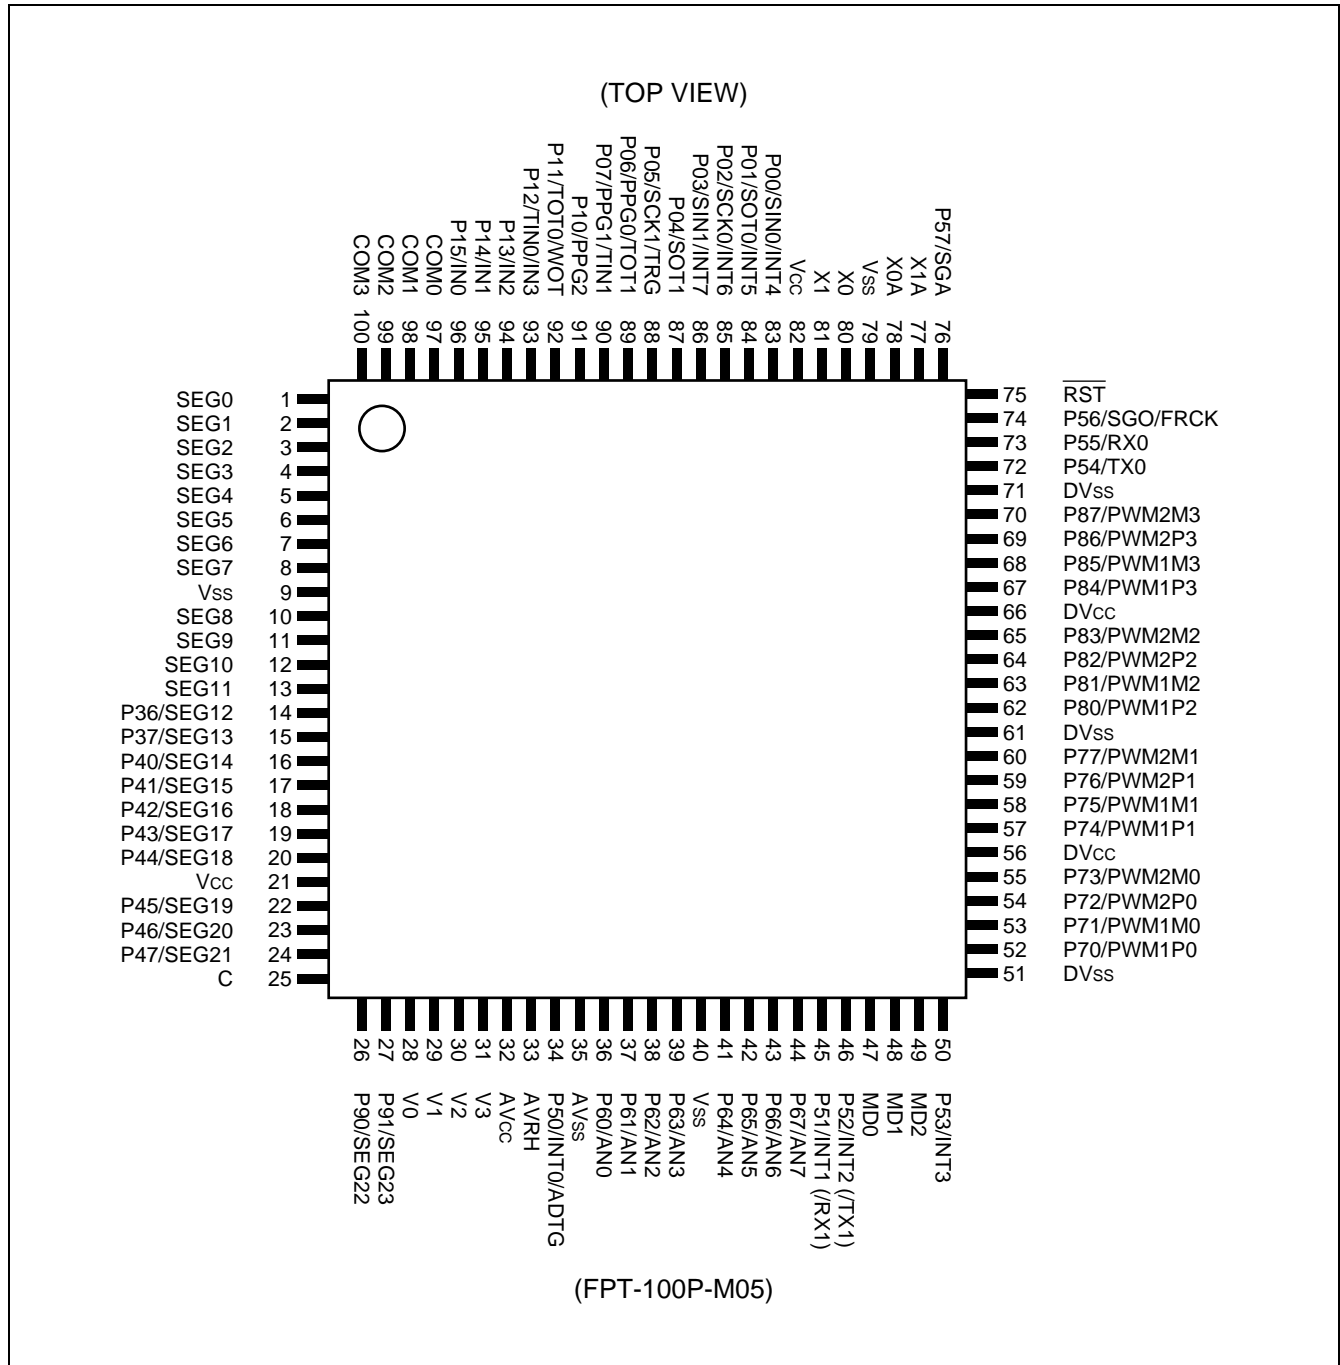 (TOP VIEW)
COM3 100
COM2 99
COM1 98
COM0 97
P15/IN0 96
P14/IN1 95
P13/IN2 94
P12/TIN0/IN3 93
P11/TOT0/WOT 92
P10/PPG2 91
P07/PPG1/TIN1 90
P06/PPG0/TOT1 89
P05/SCK1/TRG 88
P04/SOT1 87
P03/SIN1/INT7 86
P02/SCK0/INT6 85
P01/SOT0/INT5 84
P00/SIN0/INT4 83
Vcc 82
X1 81
X0 80
Vss 79
X0A 78
X1A 77
P57/SGA 76
SEG0 1
SEG1 2
SEG2 3
SEG3 4
SEG4 5
SEG5 6
SEG6 7
SEG7 8
Vss 9
SEG8 10
SEG9 11
SEG10 12
SEG11 13
P36/SEG12 14
P37/SEG13 15
P40/SEG14 16
P41/SEG15 17
P42/SEG16 18
P43/SEG17 19
P44/SEG18 20
Vcc 21
P45/SEG19 22
P46/SEG20 23
P47/SEG21 24
C 25
75 RST
74 P56/SGO/FRCK
73 P55/RX0
72 P54/TX0
71 DVss
70 P87/PWM2M3
69 P86/PWM2P3
68 P85/PWM1M3
67 P84/PWM1P3
66 DVcc
65 P83/PWM2M2
64 P82/PWM2P2
63 P81/PWM1M2
62 P80/PWM1P2
61 DVss
60 P77/PWM2M1
59 P76/PWM2P1
58 P75/PWM1M1
57 P74/PWM1P1
56 DVcc
55 P73/PWM2M0
54 P72/PWM2P0
53 P71/PWM1M0
52 P70/PWM1P0
51 DVss
26 P90/SEG22
27 P91/SEG23
28 V0
29 V1
30 V2
31 V3
32 AVcc
33 AVRH
34 P50/INT0/ADTG
35 AVss
36 P60/AN0
37 P61/AN1
38 P62/AN2
39 P63/AN3
40 Vss
41 P64/AN4
42 P65/AN5
43 P66/AN6
44 P67/AN7
45 P51/INT1 (/RX1)
46 P52/INT2 (/TX1)
47 MD0
48 MD1
49 MD2
50 P53/INT3
(FPT-100P-M05)